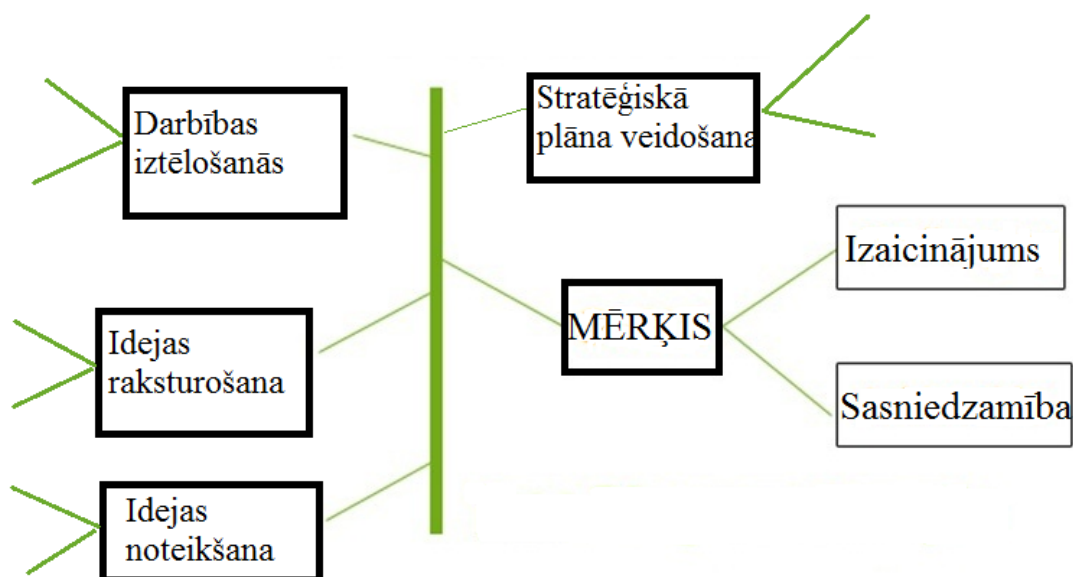 Darbības
iztēlošanās
Stratēģiskā
plāna veidošana
Izaicinājums
MĒRĶIS
Idejas
raksturošana
Sasniedzamība
Idejas
noteikšana